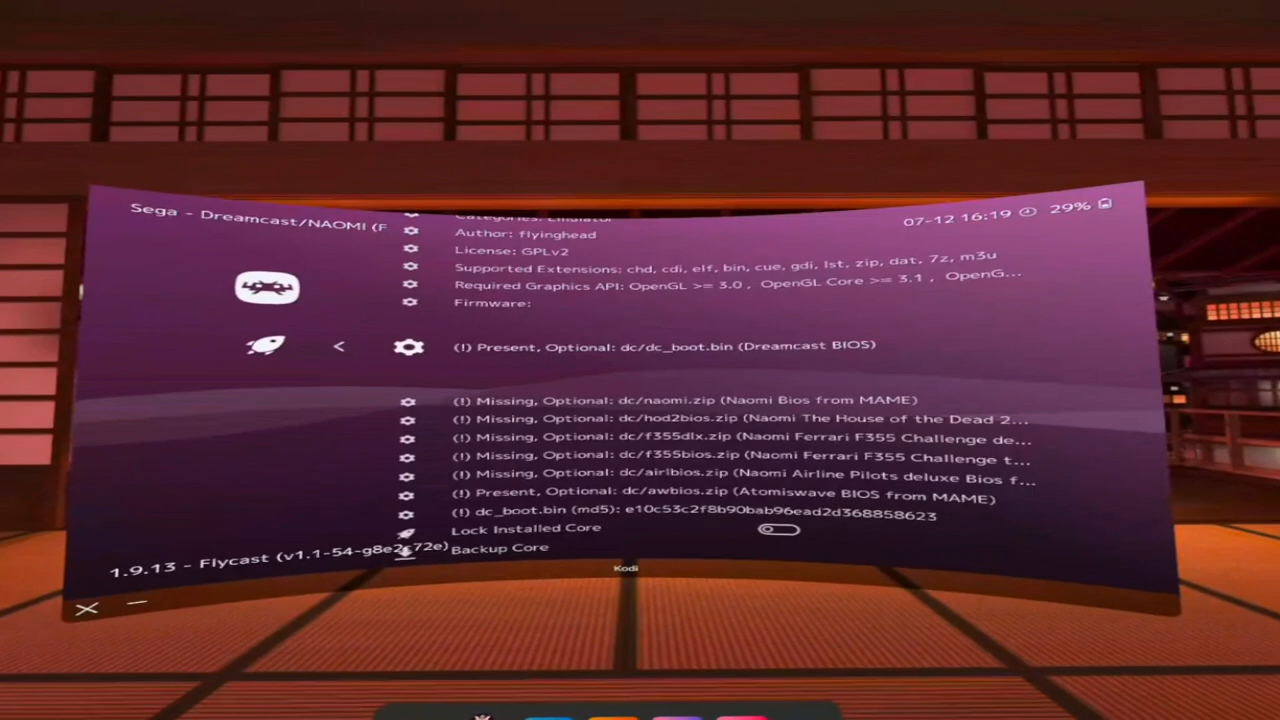 Sega - Dreamcast/NAOMI (F
07-12 16:19 29%
Categories: Emulator
Author: flyinghead
License: GPLv2
Supported Extensions: chd, cdi, elf, bin, cue, gdi, lst, zip, dat, 7z, m3u
Required Graphics API: OpenGL >= 3.0 , OpenGL Core >= 3.1 , OpenG...
Firmware:
< (!) Present, Optional: dc/dc_boot.bin (Dreamcast BIOS)
(!) Missing, Optional: dc/naomi.zip (Naomi Bios from MAME)
(!) Missing, Optional: dc/hod2bios.zip (Naomi The House of the Dead 2...
(!) Missing, Optional: dc/f355dlx.zip (Naomi Ferrari F355 Challenge de...
(!) Missing, Optional: dc/f355bios.zip (Naomi Ferrari F355 Challenge t...
(!) Missing, Optional: dc/airlbios.zip (Naomi Airline Pilots deluxe Bios f...
(!) Present, Optional: dc/awbios.zip (Atomiswave BIOS from MAME)
(!) dc_boot.bin (md5): e10c53c2f8b90bab96ead2d368858623
Lock Installed Core
Backup Core
1.9.13 - Flycast
Kodi